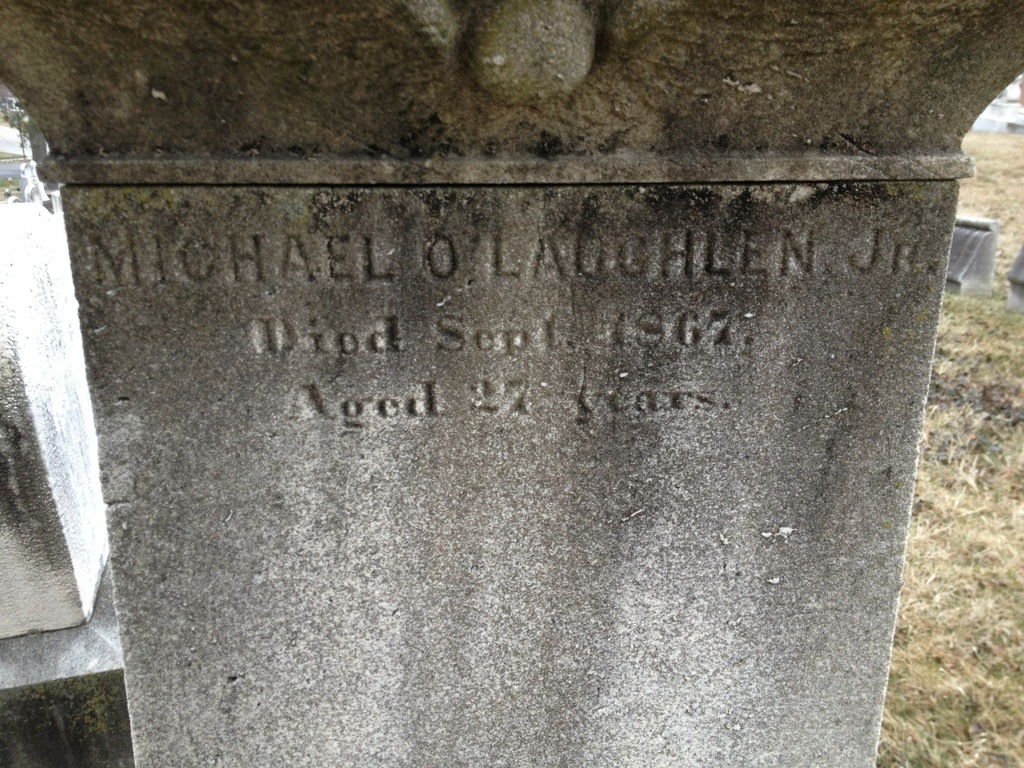 MICHAEL O'LAUGHLEN. JR.
Died Sept. 1867.
Aged 27 years.